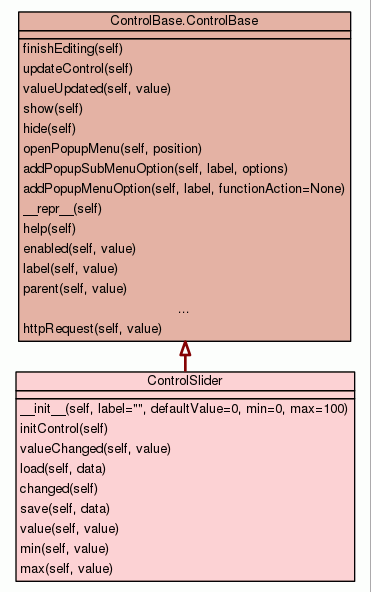 ControlBase.ControlBase
finishEditing(self)
updateControl(self)
valueUpdated(self, value)
show(self)
hide(self)
openPopupMenu(self, position)
addPopupSubMenuOption(self, label, options)
addPopupMenuOption(self, label, functionAction=None)
__repr__(self)
help(self)
enabled(self, value)
label(self, value)
parent(self, value)
...
httpRequest(self, value)
ControlSlider
__init__(self, label="", defaultValue=0, min=0, max=100)
initControl(self)
valueChanged(self, value)
load(self, data)
changed(self)
save(self, data)
value(self, value)
min(self, value)
max(self, value)